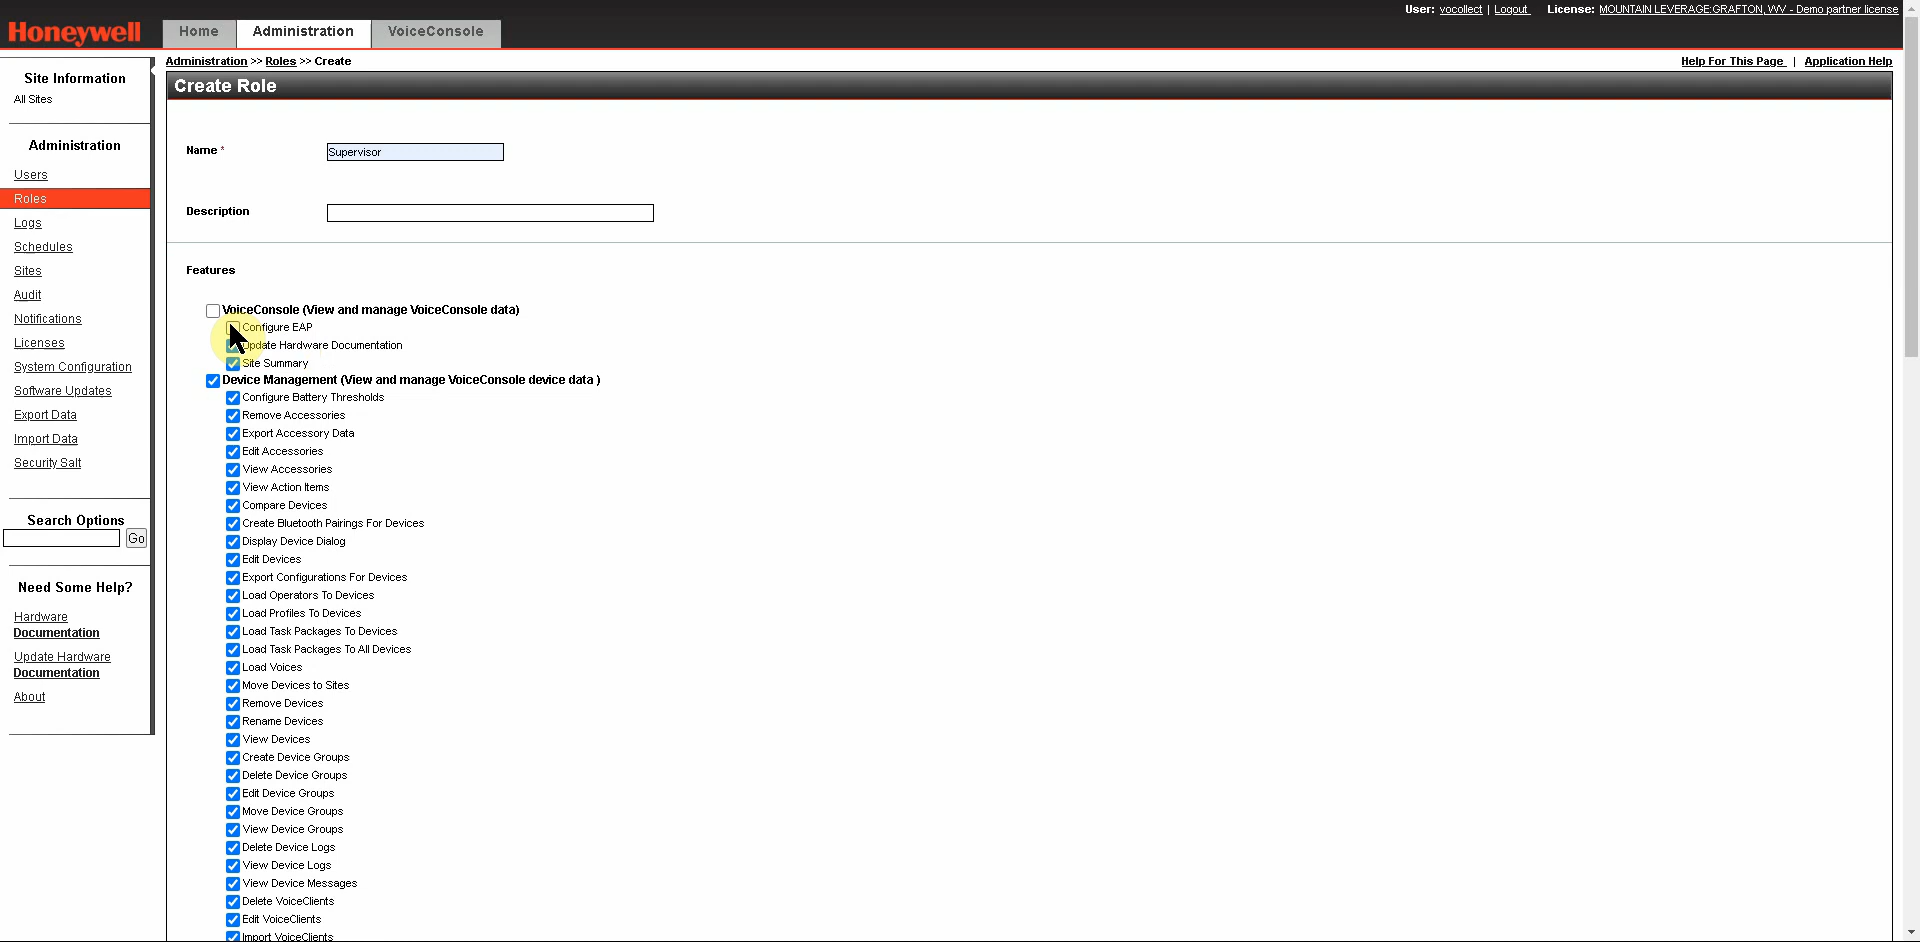 User: vocollect | Logout License: MOUNTAIN LEVERAGE:GRAFTON, WV - Demo partner license
Honeywell
Home
Administration
VoiceConsole
Administration >> Roles >> Create
Help For This Page | Application Help
Site Information
All Sites
Administration
Users
Roles
Logs
Schedules
Sites
Audit
Notifications
Licenses
System Configuration
Software Updates
Export Data
Import Data
Security Salt
Search Options
Go
Need Some Help?
Hardware
Documentation
Update Hardware
Documentation
About
Create Role
Name *
Supervisor
Description
Features
VoiceConsole (View and manage VoiceConsole data)
Configure EAP
Update Hardware Documentation
Site Summary
Device Management (View and manage VoiceConsole device data )
Configure Battery Thresholds
Remove Accessories
Export Accessory Data
Edit Accessories
View Accessories
View Action Items
Compare Devices
Create Bluetooth Pairings For Devices
Display Device Dialog
Edit Devices
Export Configurations For Devices
Load Operators To Devices
Load Profiles To Devices
Load Task Packages To Devices
Load Task Packages To All Devices
Load Voices
Move Devices to Sites
Remove Devices
Rename Devices
View Devices
Create Device Groups
Delete Device Groups
Edit Device Groups
Move Device Groups
View Device Groups
Delete Device Logs
View Device Logs
View Device Messages
Delete VoiceClients
Edit VoiceClients
Import VoiceClients